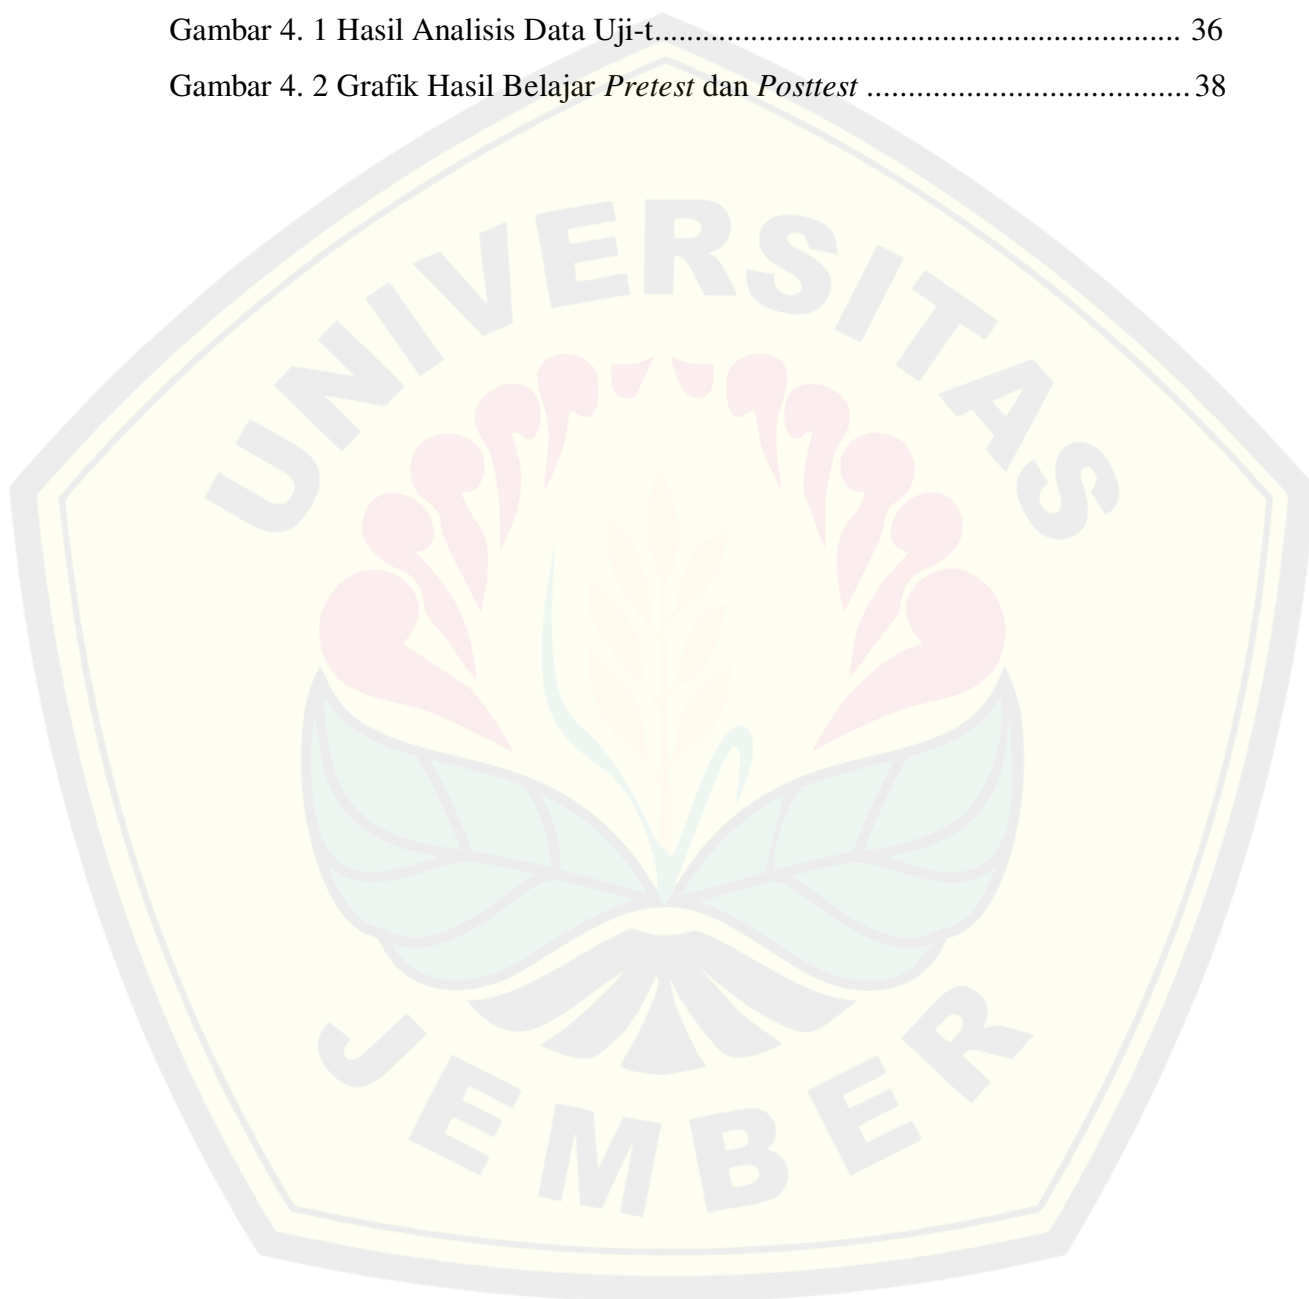 Gambar 4. 1 Hasil Analisis Data Uji-t............................................................ 36
Gambar 4. 2 Grafik Hasil Belajar Pretest dan Posttest .................................... 38
UNIVERSITAS
JEMBER